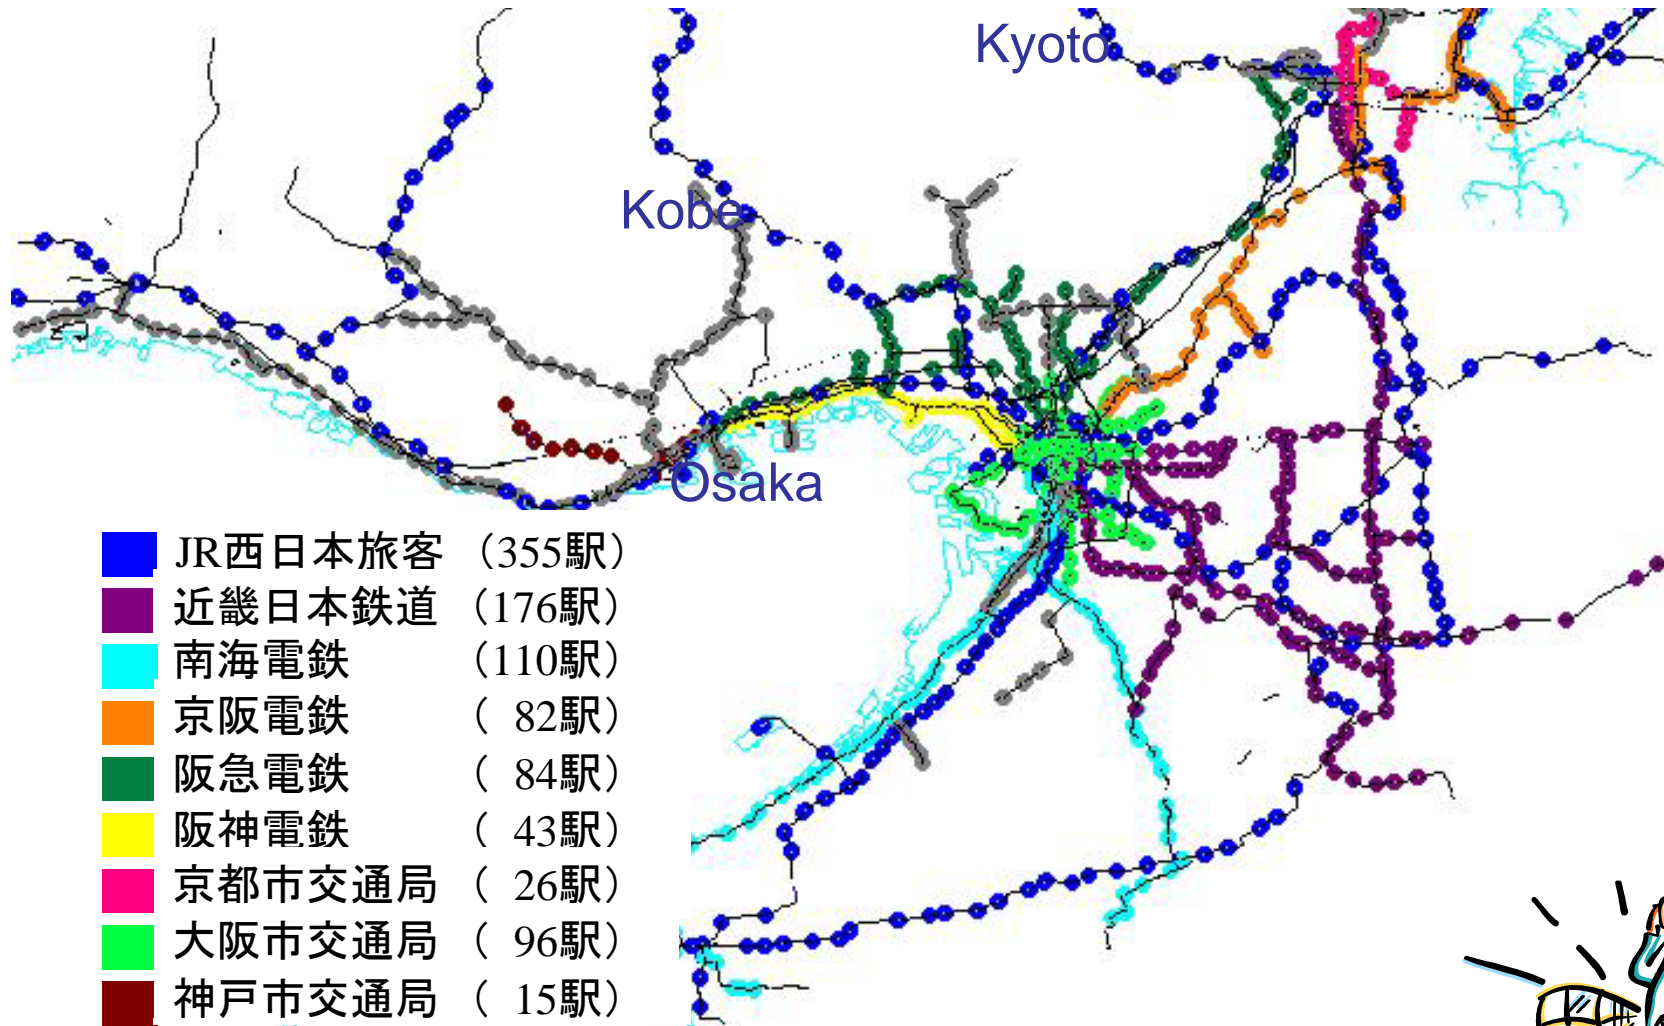 Kyoto
Kobe
Osaka
JR西日本旅客 （355駅）
近畿日本鉄道 （176駅）
南海電鉄 （110駅）
京阪電鉄 （ 82駅）
阪急電鉄 （ 84駅）
阪神電鉄 （ 43駅）
京都市交通局 （ 26駅）
大阪市交通局 （ 96駅）
神戸市交通局 （ 15駅）